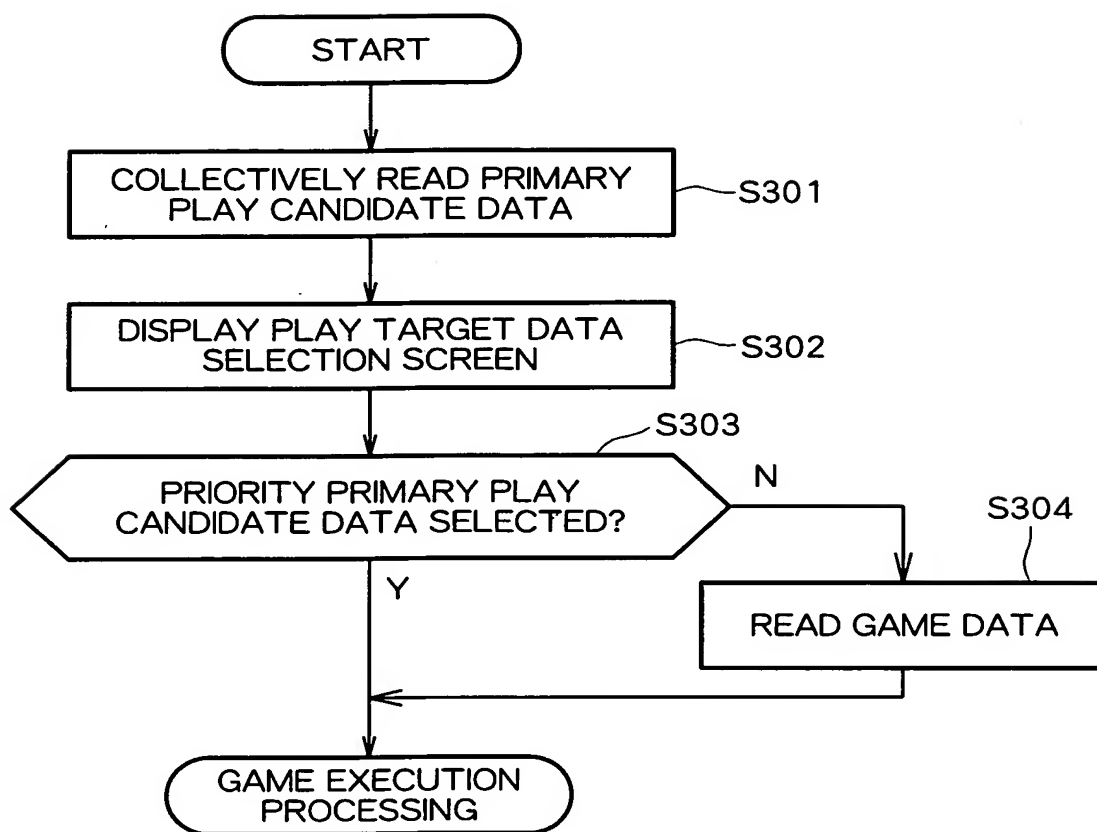 START
COLLECTIVELY READ PRIMARY
PLAY CANDIDATE DATA
S301
DISPLAY PLAY TARGET DATA
SELECTION SCREEN
S302
S303
PRIORITY PRIMARY PLAY
CANDIDATE DATA SELECTED?
N
Y
S304
READ GAME DATA
GAME EXECUTION
PROCESSING